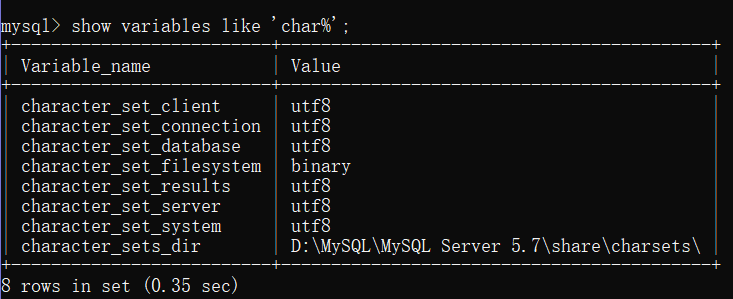 mysql> show variables like 'char%';
+--------------------------+---------------------------------------+
| Variable_name            | Value                                 |
+--------------------------+---------------------------------------+
| character_set_client     | utf8                                  |
| character_set_connection | utf8                                  |
| character_set_database   | utf8                                  |
| character_set_filesystem | binary                                |
| character_set_results    | utf8                                  |
| character_set_server     | utf8                                  |
| character_set_system     | utf8                                  |
| character_sets_dir       | D:\MySQL\MySQL Server 5.7\share\charsets\ |
+--------------------------+---------------------------------------+
8 rows in set (0.35 sec)